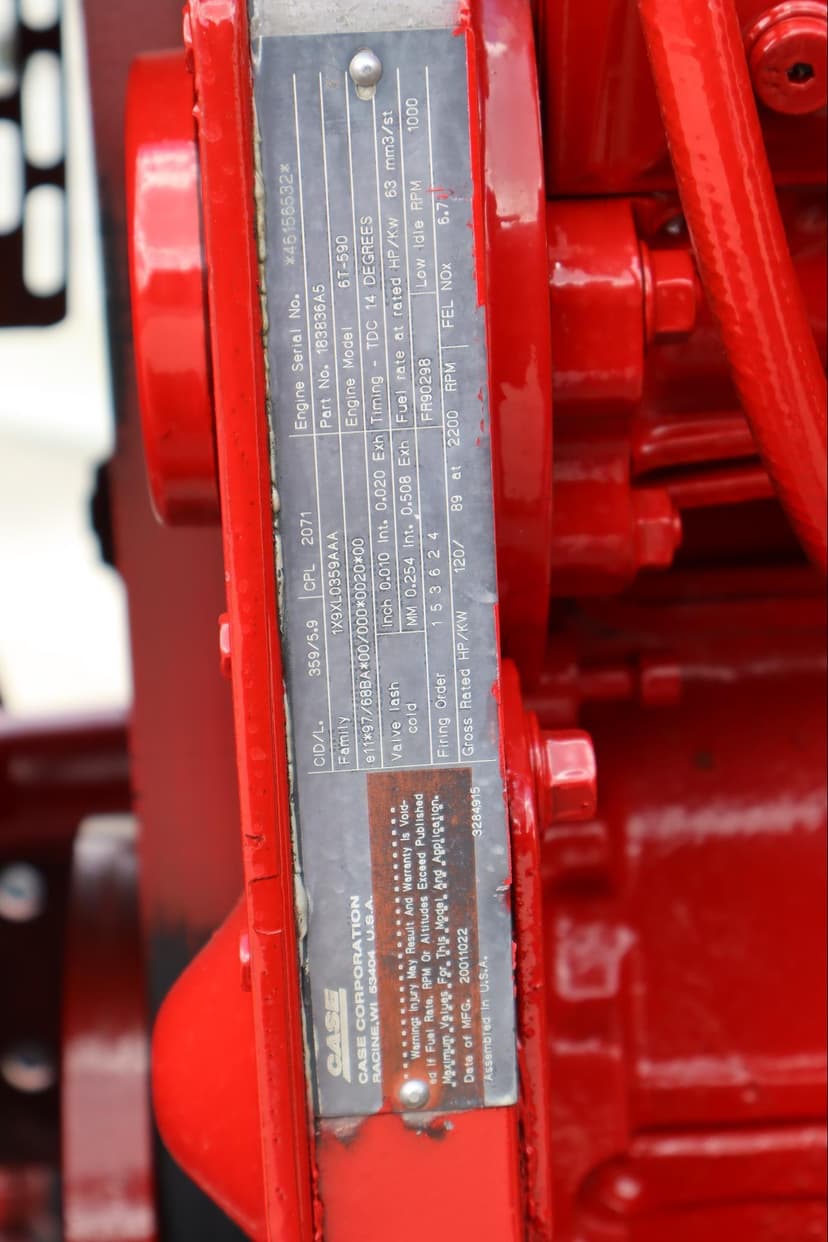 CASE
CASE CORPORATION
RACINE, WI 53404 U.S.A.
Warning: Injury May Result And Warranty Is Void-
ed If Fuel Rate, RPM Or Altitudes Exceed Published
Maximum Values For This Model And Application.
Date of MFG. 20011022
Assembled In U.S.A. 3284915
CID/L. 359/5.9 CPL 2071
Family 1X9XL0359AAA
e11*97/68BA*00/000*0020*00
Valve lash cold
Inch 0.010 Int. 0.020 Exh
MM 0.254 Int. 0.508 Exh
Firing Order 1 5 3 6 2 4
Gross Rated HP/KW 120/ 89 at 2200 RPM FEL NOx 6.7
Engine Serial No. *46156532*
Part No. 183836A5
Engine Model 6T-590
Timing - TDC 14 DEGREES
Fuel rate at rated HP/KW 63 mm3/st
FR90298 Low Idle RPM 1000